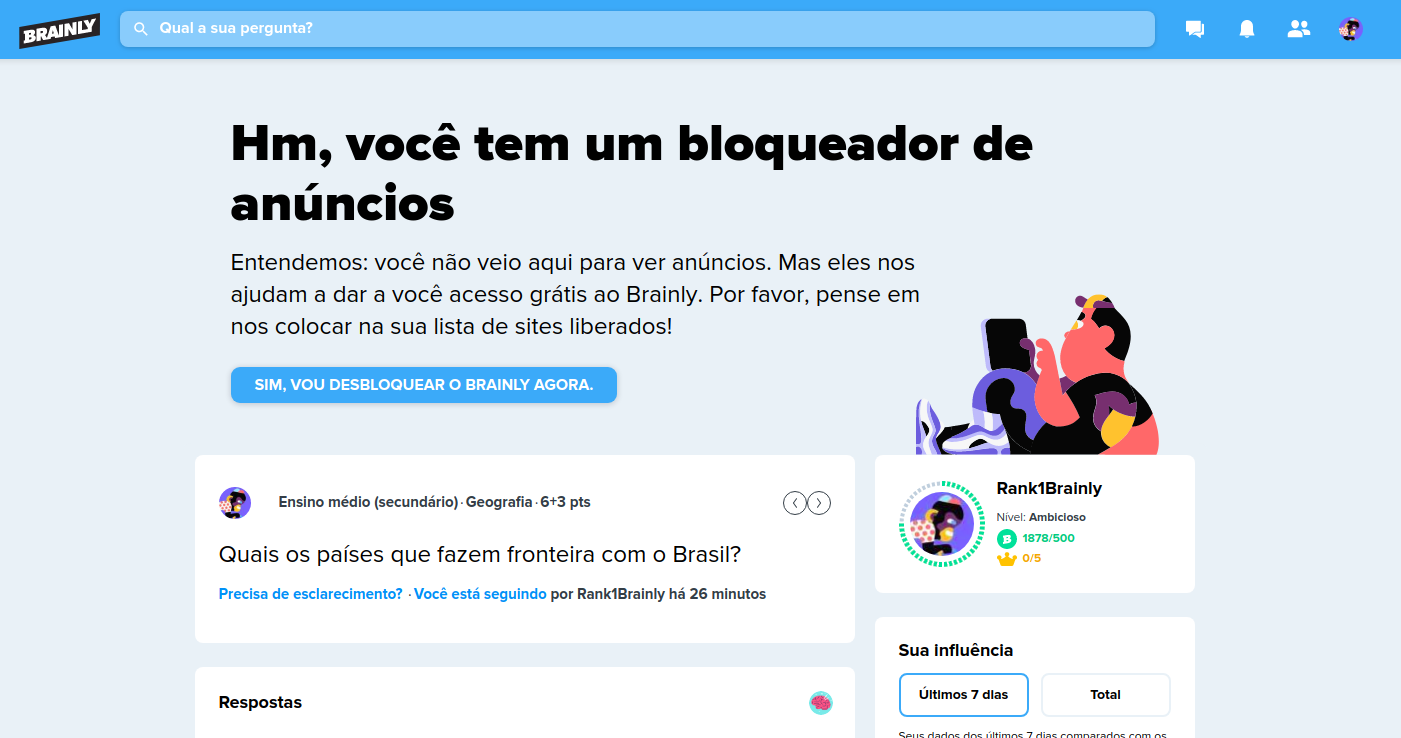 BRAINLY
Qual a sua pergunta?
Hm, você tem um bloqueador de
anúncios
Entendemos: você não veio aqui para ver anúncios. Mas eles nos
ajudam a dar a você acesso grátis ao Brainly. Por favor, pense em
nos colocar na sua lista de sites liberados!
SIM, VOU DESBLOQUEAR O BRAINLY AGORA.
Ensino médio (secundário) · Geografia · 6+3 pts
Quais os países que fazem fronteira com o Brasil?
Precisa de esclarecimento? · Você está seguindo por Rank1Brainly há 26 minutos
Respostas
Rank1Brainly
Nível: Ambicioso
B 1878/500
0/5
Sua influência
Últimos 7 dias
Total
Seus dados dos últimos 7 dias comparados com os